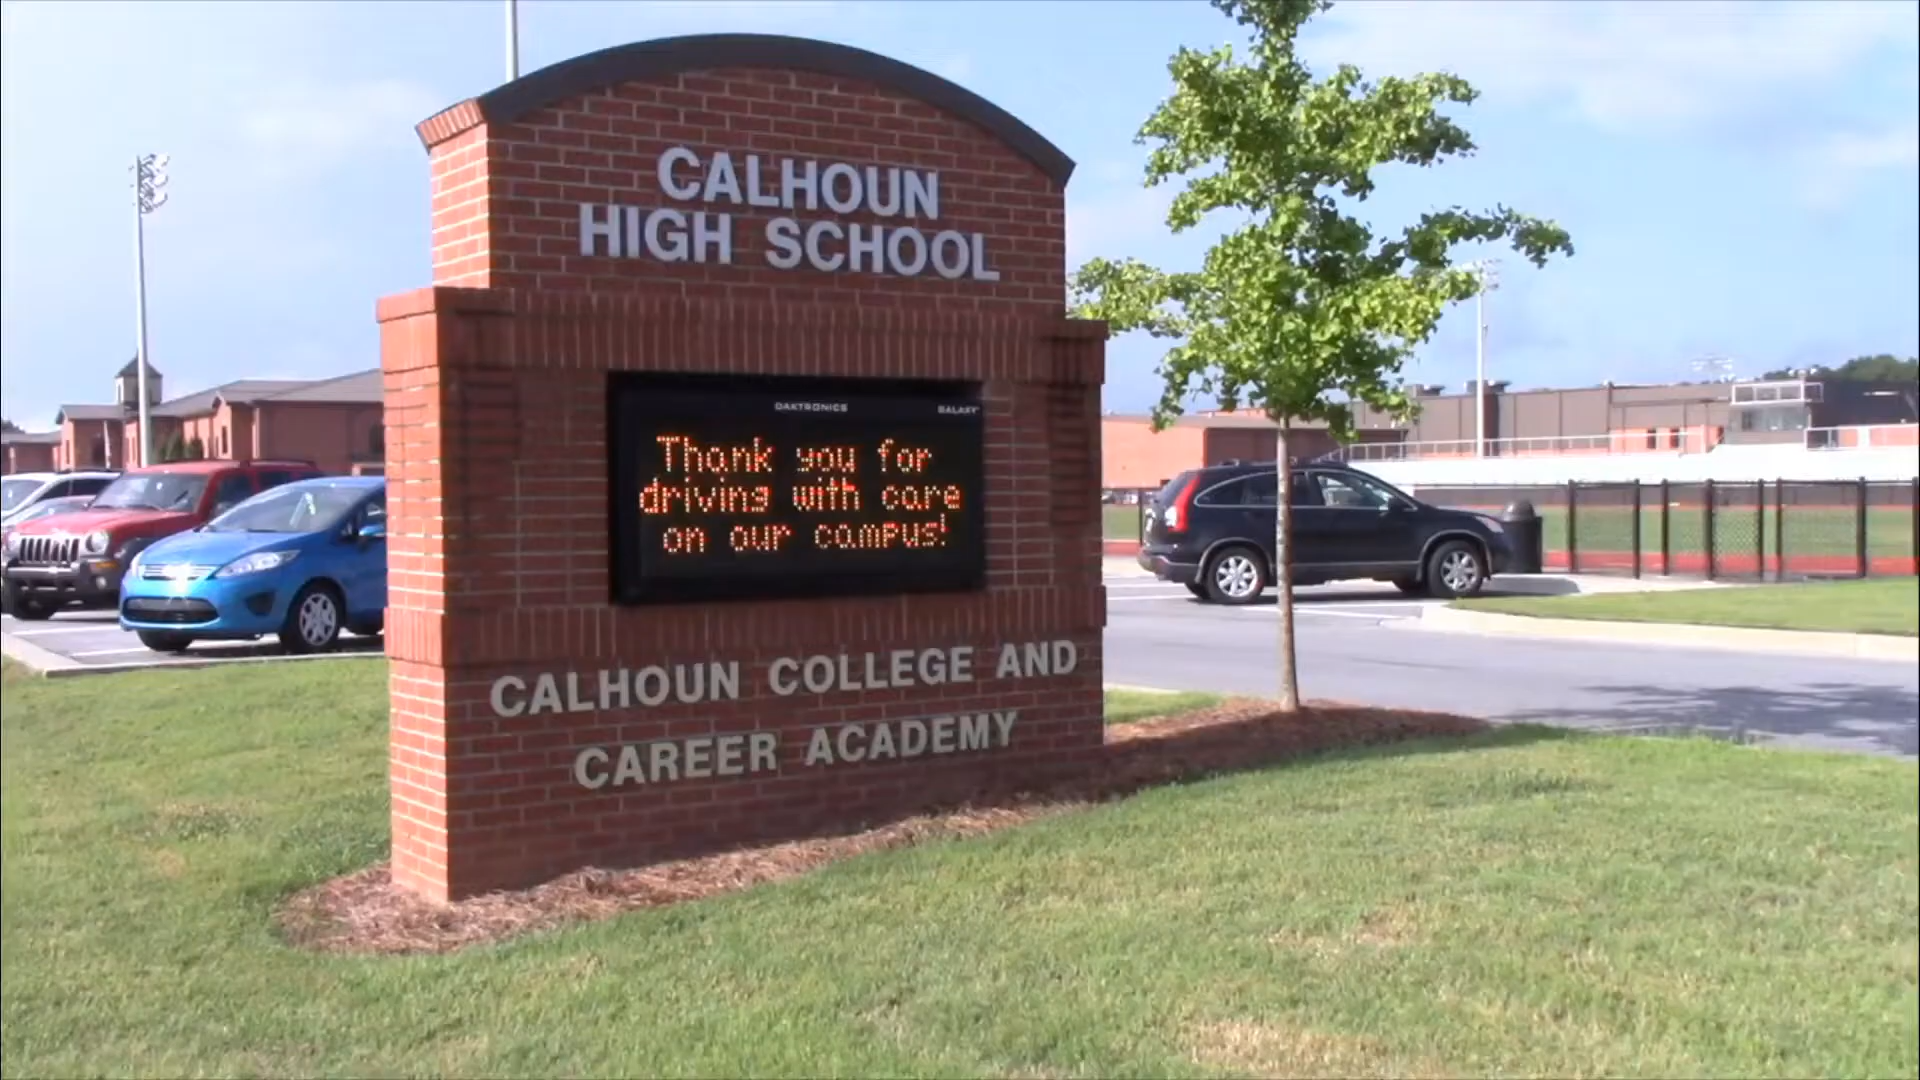 CALHOUN
HIGH SCHOOL
DAKTRONICS GALAXY
Thank you for
driving with care
on our campus!
CALHOUN COLLEGE AND
CAREER ACADEMY